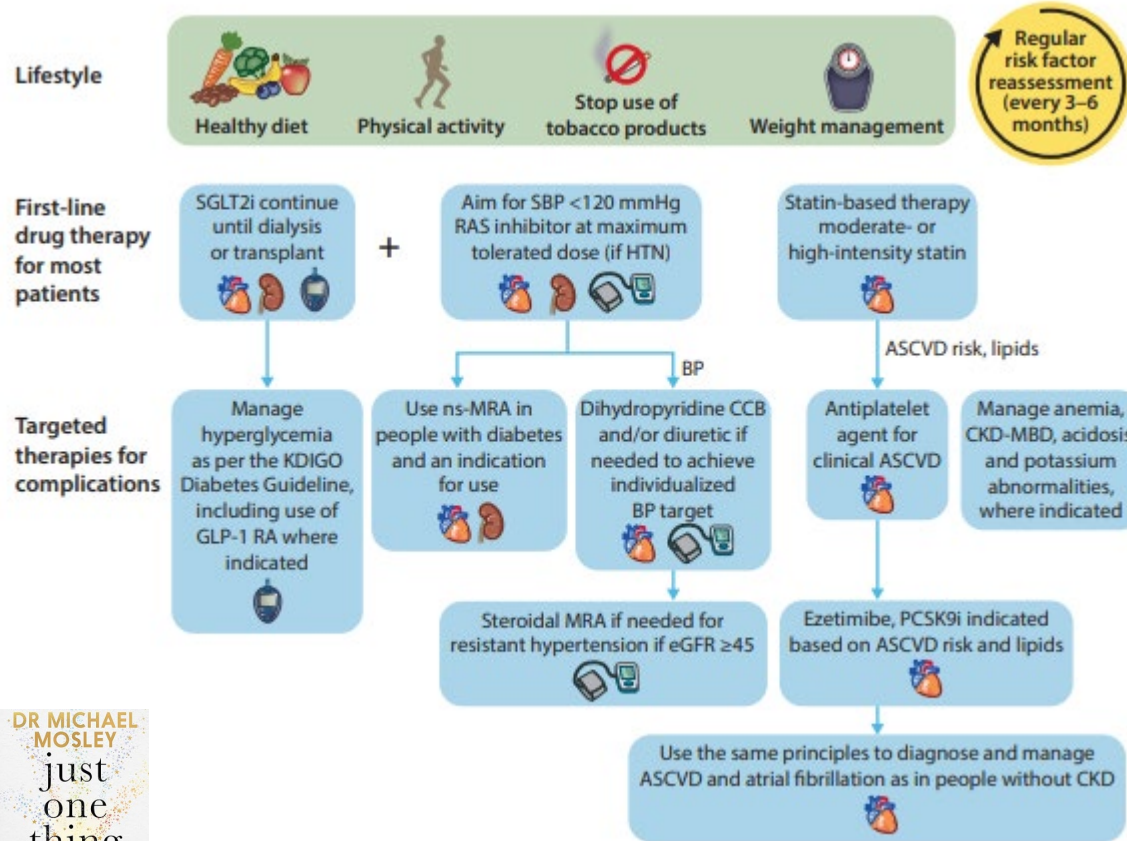 Lifestyle
Healthy diet
Physical activity
Stop use of
tobacco products
Weight management
Regular
risk factor
reassessment
(every 3–6
months)
First-line
drug therapy
for most
patients
SGLT2i continue
until dialysis
or transplant
+
Aim for SBP <120 mmHg
RAS inhibitor at maximum
tolerated dose (if HTN)
Statin-based therapy
moderate- or
high-intensity statin
ASCVD risk, lipids
BP
Targeted
therapies for
complications
Manage
hyperglycemia
as per the KDIGO
Diabetes Guideline,
including use of
GLP-1 RA where
indicated
Use ns-MRA in
people with diabetes
and an indication
for use
Dihydropyridine CCB
and/or diuretic if
needed to achieve
individualized
BP target
Antiplatelet
agent for
clinical ASCVD
Manage anemia,
CKD-MBD, acidosis
and potassium
abnormalities,
where indicated
Steroidal MRA if needed for
resistant hypertension if eGFR ≥45
Ezetimibe, PCSK9i indicated
based on ASCVD risk and lipids
Use the same principles to diagnose and manage
ASCVD and atrial fibrillation as in people without CKD
DR MICHAEL
MOSLEY
just
one
thing